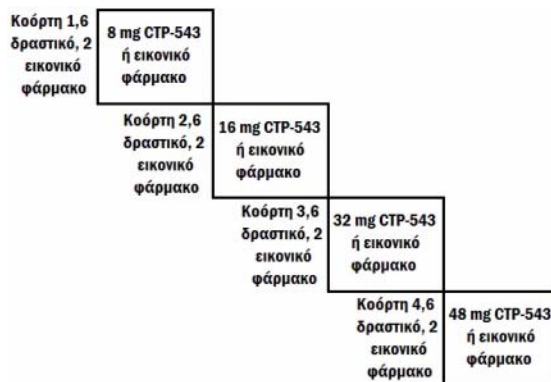 Κοόρτη 1,6
δραστικό, 2
εικονικό
φάρμακο
8 mg CTP-543
ή εικονικό
φάρμακο
Κοόρτη 2,6
δραστικό, 2
εικονικό
φάρμακο
16 mg CTP-543
ή εικονικό
φάρμακο
Κοόρτη 3,6
δραστικό, 2
εικονικό
φάρμακο
32 mg CTP-543
ή εικονικό
φάρμακο
Κοόρτη 4,6
δραστικό, 2
εικονικό
φάρμακο
48 mg CTP-543
ή εικονικό
φάρμακο